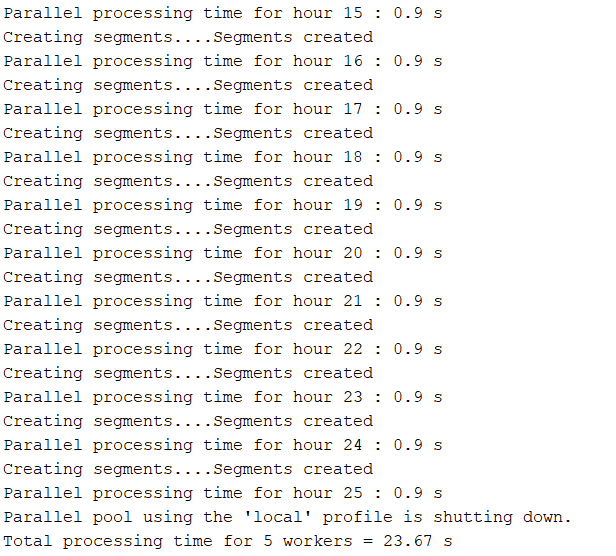 Parallel processing time for hour 15 : 0.9 s
Creating segments....Segments created
Parallel processing time for hour 16 : 0.9 s
Creating segments....Segments created
Parallel processing time for hour 17 : 0.9 s
Creating segments....Segments created
Parallel processing time for hour 18 : 0.9 s
Creating segments....Segments created
Parallel processing time for hour 19 : 0.9 s
Creating segments....Segments created
Parallel processing time for hour 20 : 0.9 s
Creating segments....Segments created
Parallel processing time for hour 21 : 0.9 s
Creating segments....Segments created
Parallel processing time for hour 22 : 0.9 s
Creating segments....Segments created
Parallel processing time for hour 23 : 0.9 s
Creating segments....Segments created
Parallel processing time for hour 24 : 0.9 s
Creating segments....Segments created
Parallel processing time for hour 25 : 0.9 s
Parallel pool using the 'local' profile is shutting down.
Total processing time for 5 workers = 23.67 s